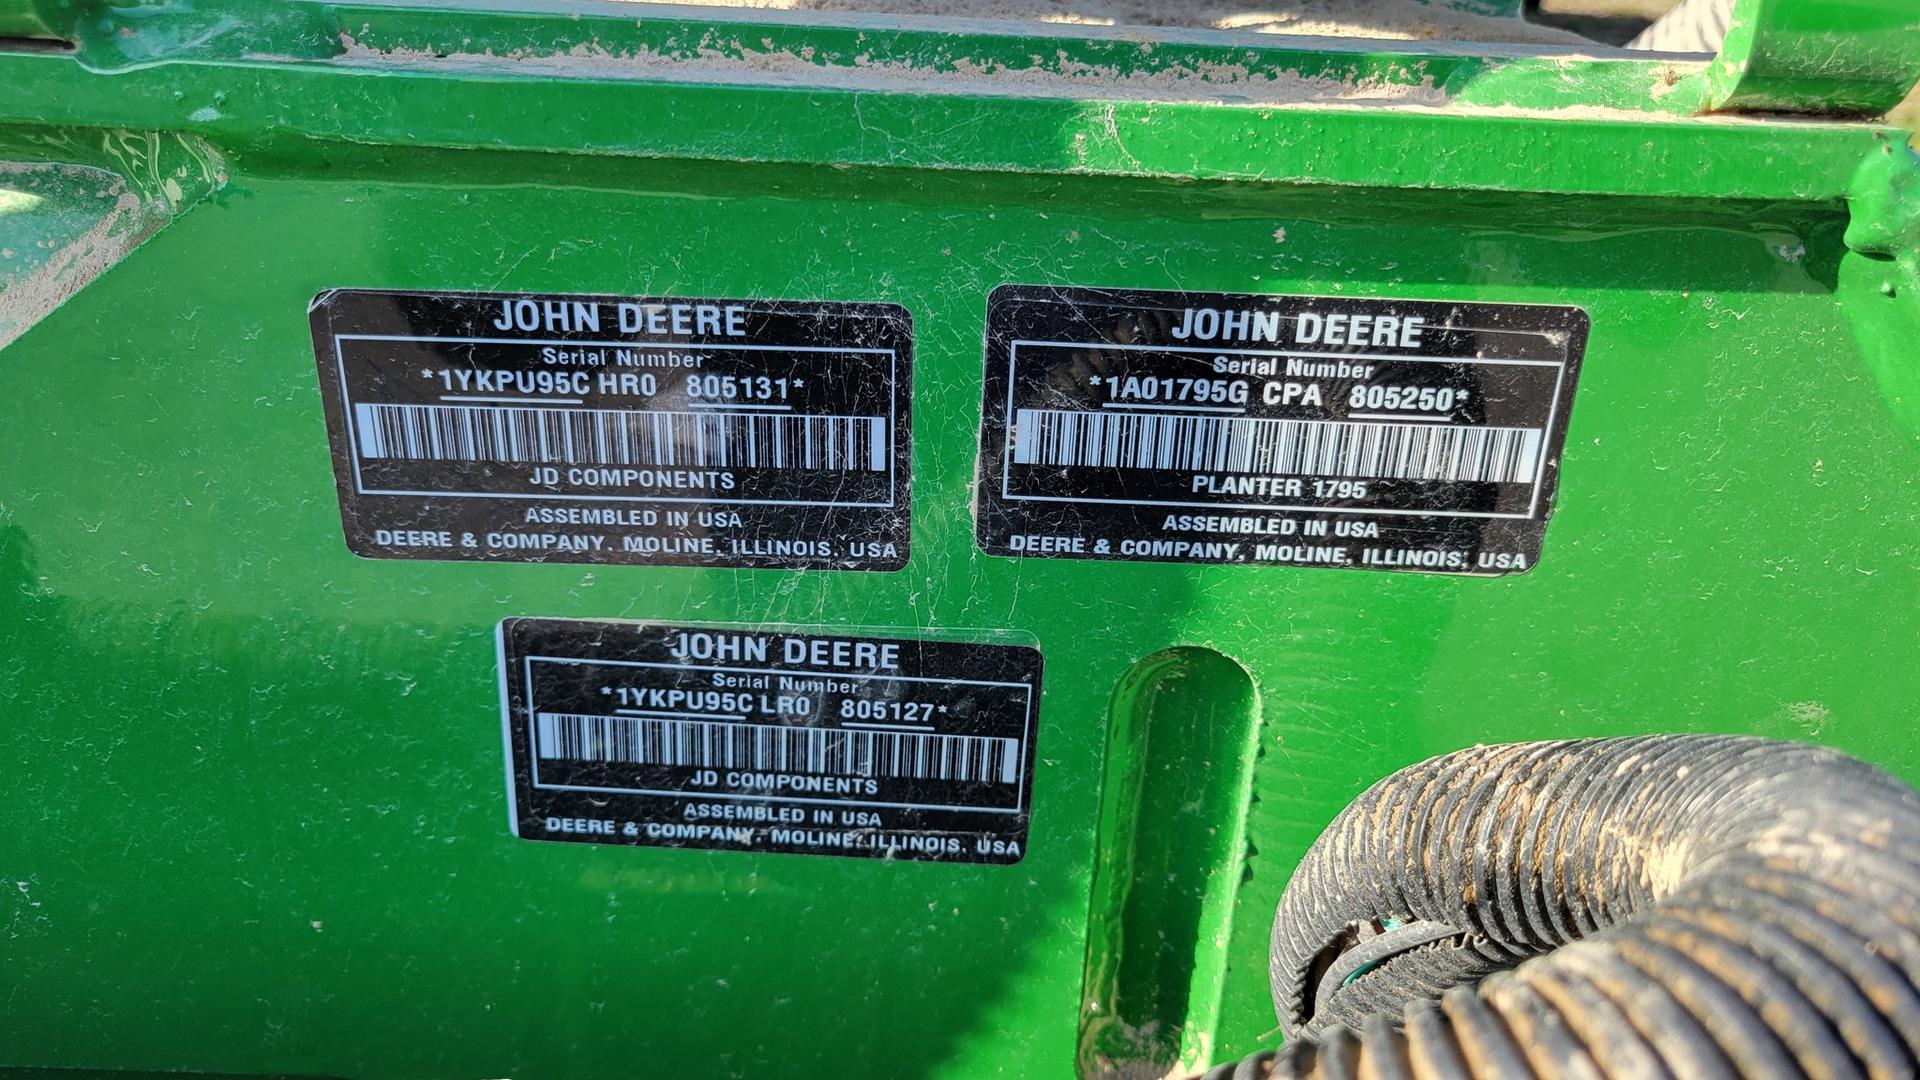 JOHN DEERE
Serial Number
*1YKPU95C HR0 805131*
JD COMPONENTS
ASSEMBLED IN USA
DEERE & COMPANY, MOLINE, ILLINOIS, USA
JOHN DEERE
Serial Number
*1A01795G CPA 805250*
PLANTER 1795
ASSEMBLED IN USA
DEERE & COMPANY, MOLINE, ILLINOIS, USA
JOHN DEERE
Serial Number
*1YKPU95C LR0 805127*
JD COMPONENTS
ASSEMBLED IN USA
DEERE & COMPANY, MOLINE, ILLINOIS, USA